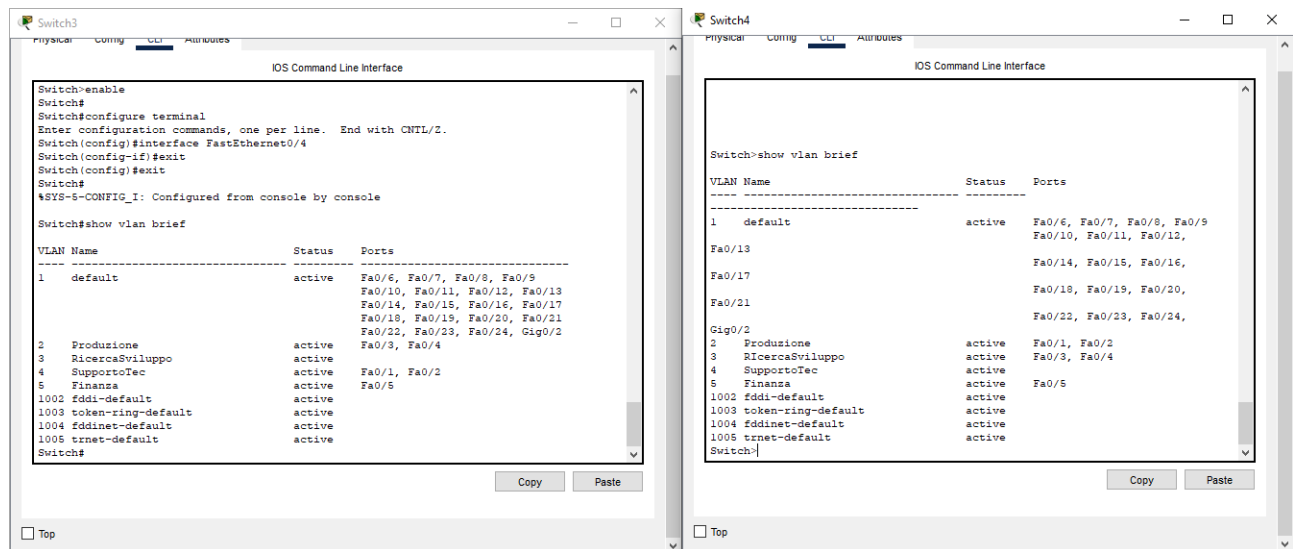 Switch3
Physical Config CLI Attributes
IOS Command Line Interface
Switch>enable
Switch#
Switch#configure terminal
Enter configuration commands, one per line.  End with CNTL/Z.
Switch(config)#interface FastEthernet0/4
Switch(config-if)#exit
Switch(config)#exit
Switch#
%SYS-5-CONFIG_I: Configured from console by console
Switch#show vlan brief
VLAN Name                             Status    Ports
---- -------------------------------- --------- -------------------------------
1    default                          active    Fa0/6, Fa0/7, Fa0/8, Fa0/9
                                                Fa0/10, Fa0/11, Fa0/12, Fa0/13
                                                Fa0/14, Fa0/15, Fa0/16, Fa0/17
                                                Fa0/18, Fa0/19, Fa0/20, Fa0/21
                                                Fa0/22, Fa0/23, Fa0/24, Gig0/2
2    Produzione                       active    Fa0/3, Fa0/4
3    RicercaSviluppo                  active
4    SupportoTec                      active    Fa0/1, Fa0/2
5    Finanza                          active    Fa0/5
1002 fddi-default                     active
1003 token-ring-default               active
1004 fddinet-default                  active
1005 trnet-default                    active
Switch#
Copy Paste
Top
Switch4
Physical Config CLI Attributes
IOS Command Line Interface
Switch>show vlan brief
VLAN Name                             Status    Ports
---- -------------------------------- ---------
-------------------------------
1    default                          active    Fa0/6, Fa0/7, Fa0/8, Fa0/9
                                                Fa0/10, Fa0/11, Fa0/12,
Fa0/13
                                                Fa0/14, Fa0/15, Fa0/16,
Fa0/17
                                                Fa0/18, Fa0/19, Fa0/20,
Fa0/21
                                                Fa0/22, Fa0/23, Fa0/24,
Gig0/2
2    Produzione                       active    Fa0/1, Fa0/2
3    RIcercaSviluppo                  active    Fa0/3, Fa0/4
4    SupportoTec                      active
5    Finanza                          active    Fa0/5
1002 fddi-default                     active
1003 token-ring-default               active
1004 fddinet-default                  active
1005 trnet-default                    active
Switch>
Copy Paste
Top